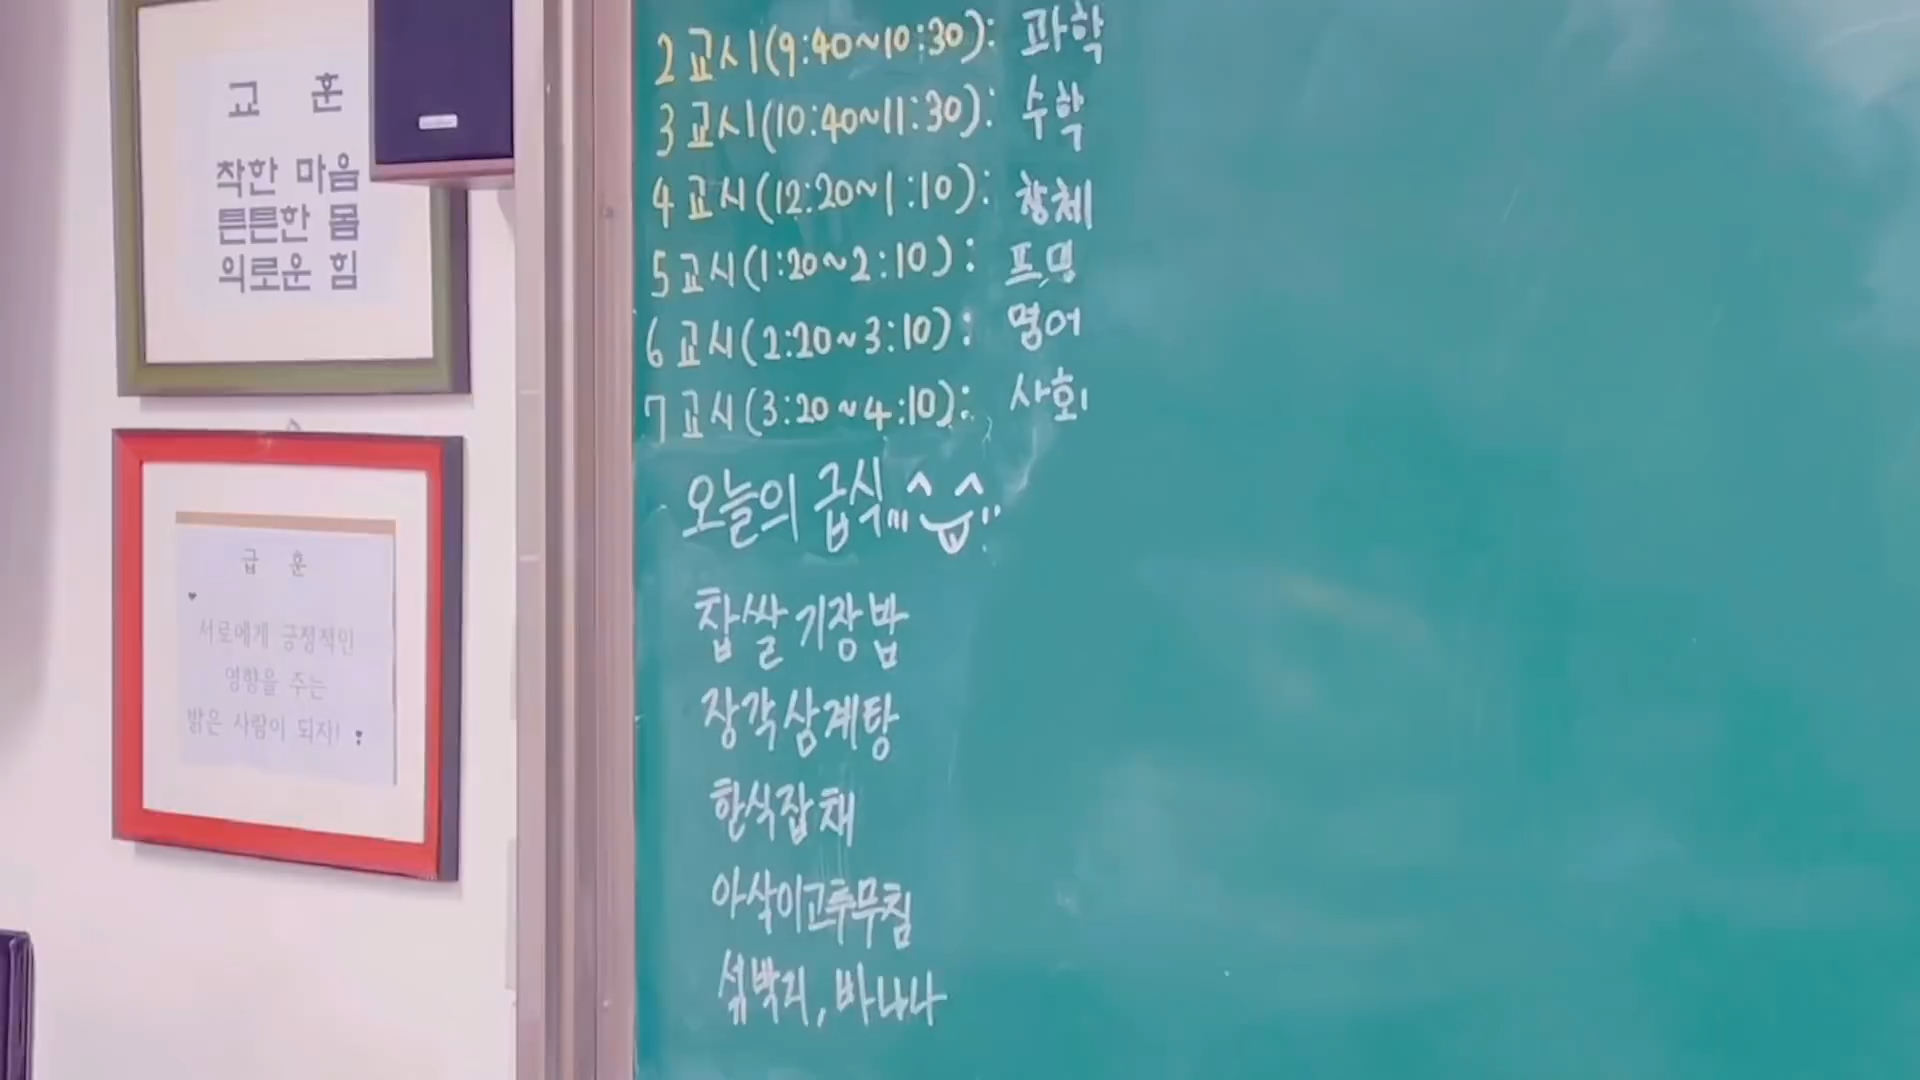 교 훈
착한 마음
튼튼한 몸
의로운 힘
급 훈
서로에게 긍정적인
영향을 주는
밝은 사람이 되자!
2교시(9:40~10:30): 과학
3교시(10:40~11:30): 수학
4교시(12:20~1:10): 창체
5교시(1:20~2:10):
6교시(2:20~3:10): 영어
7교시(3:20~4:10): 사회
오늘의 급식
찹쌀기장밥
장각삼계탕
한식잡채
아삭이고추무침
섞박지, 바나나